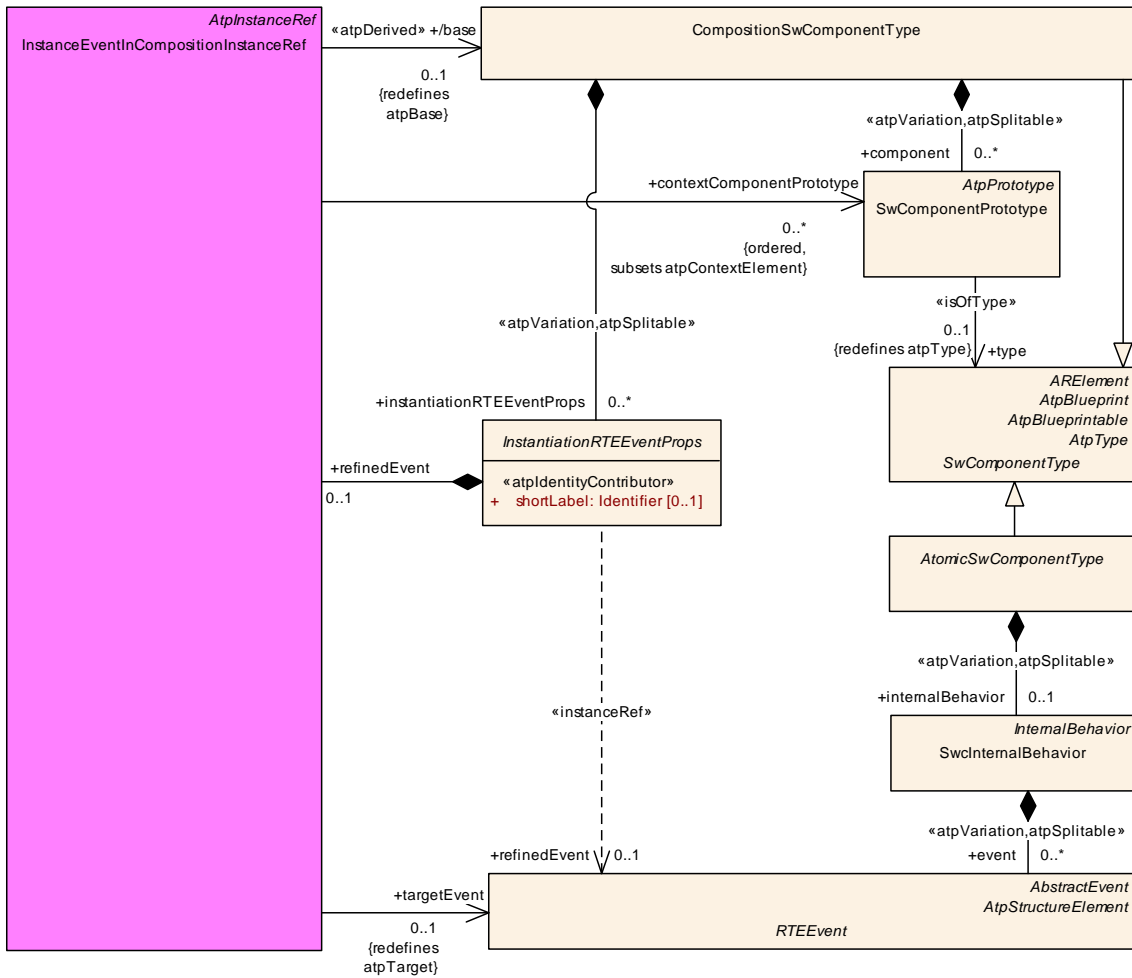 AtpInstanceRef
InstanceEventInCompositionInstanceRef
«atpDerived» +/base
0..1
{redefines
atpBase}
CompositionSwComponentType
«atpVariation,atpSplitable»
+component 0..*
+contextComponentPrototype
0..*
{ordered,
subsets atpContextElement}
AtpPrototype
SwComponentPrototype
«isOfType»
0..1
{redefines atpType}
+type
«atpVariation,atpSplitable»
+instantiationRTEEventProps 0..*
ARElement
AtpBlueprint
AtpBlueprintable
AtpType
SwComponentType
InstantiationRTEEventProps
«atpIdentityContributor»
+ shortLabel: Identifier [0..1]
+refinedEvent
0..1
AtomicSwComponentType
«atpVariation,atpSplitable»
+internalBehavior 0..1
«instanceRef»
InternalBehavior
SwcInternalBehavior
«atpVariation,atpSplitable»
+event 0..*
+refinedEvent 0..1
+targetEvent
0..1
{redefines
atpTarget}
AbstractEvent
AtpStructureElement
RTEEvent